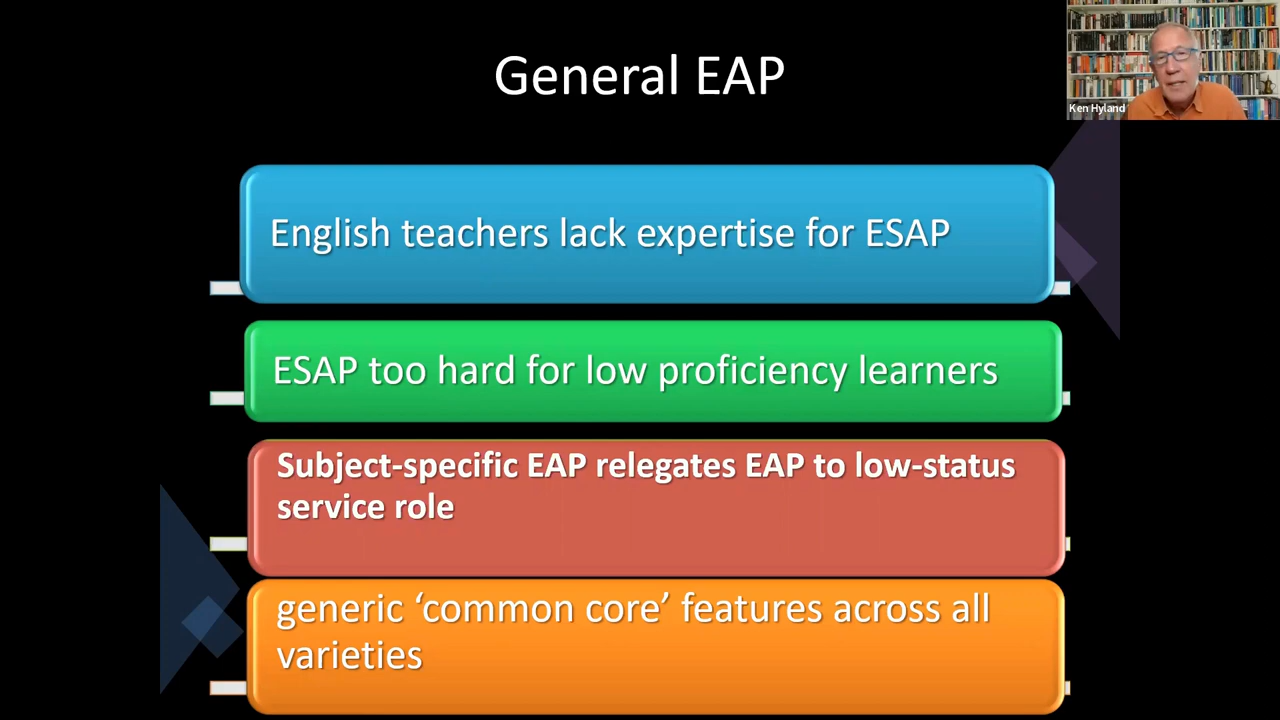 General EAP
Ken Hyland
English teachers lack expertise for ESAP
ESAP too hard for low proficiency learners
Subject-specific EAP relegates EAP to low-status
service role
generic ‘common core’ features across all
varieties